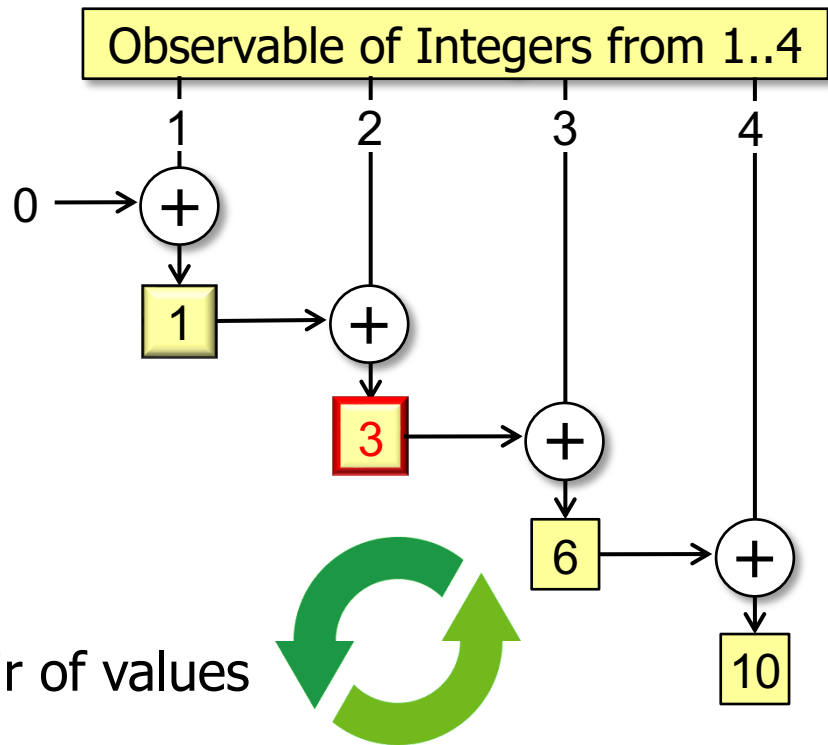 Observable of Integers from 1..4
1 2 3 4
0 +
1 +
3 +
6 +
r of values
10